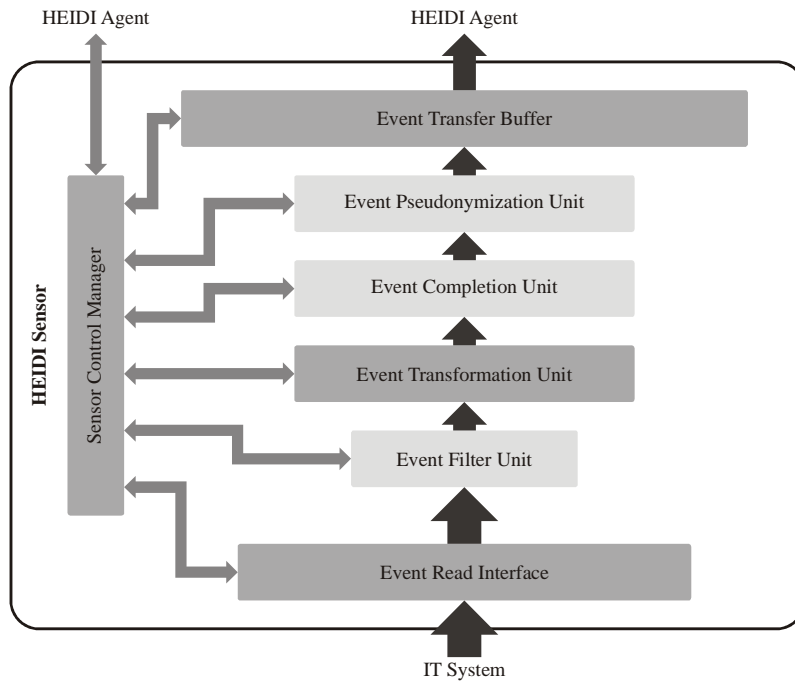 HEIDI Agent
HEIDI Agent
Event Transfer Buffer
Event Pseudonymization Unit
Event Completion Unit
Event Transformation Unit
Event Filter Unit
Event Read Interface
HEIDI Sensor
Sensor Control Manager
IT System